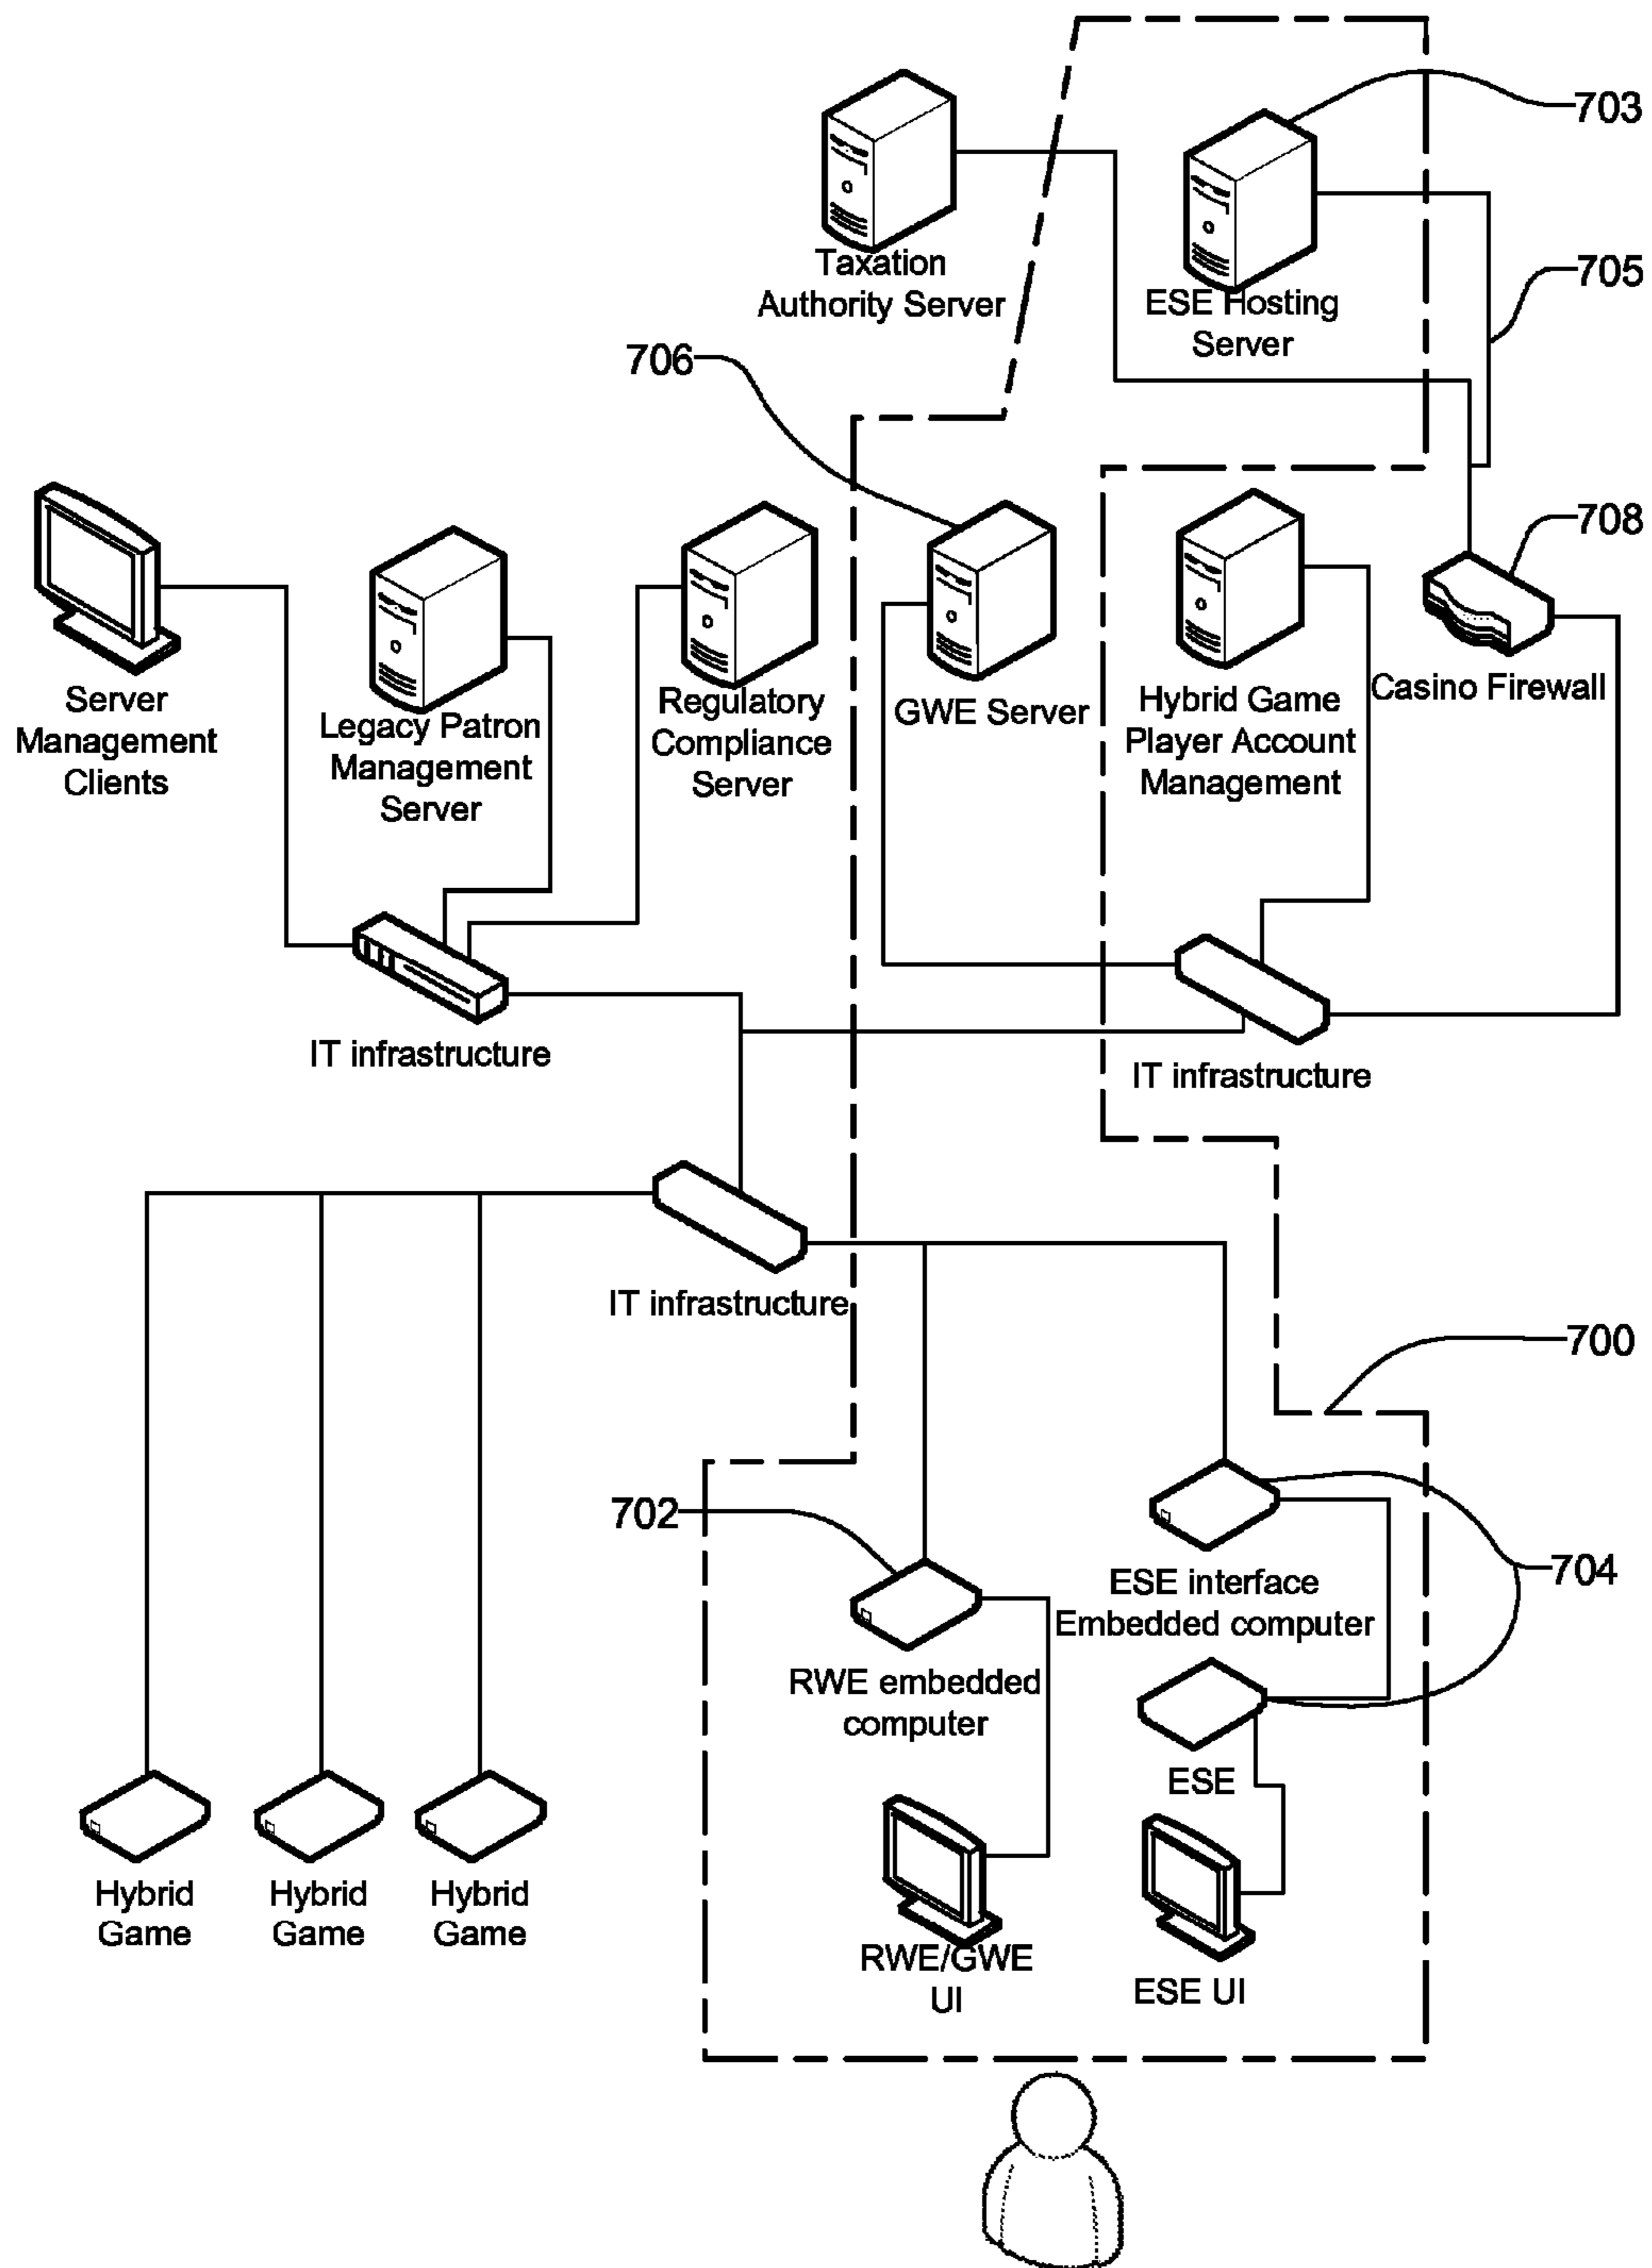 703
Taxation
Authority Server
ESE Hosting
Server
705
706
708
Server
Management
Clients
Legacy Patron
Management
Server
Regulatory
Compliance
Server
GWE Server
Hybrid Game
Player Account
Management
Casino Firewall
IT infrastructure
IT infrastructure
IT infrastructure
700
702
ESE interface
Embedded computer
704
RWE embedded
computer
ESE
Hybrid
Game
Hybrid
Game
Hybrid
Game
RWE/GWE
UI
ESE UI